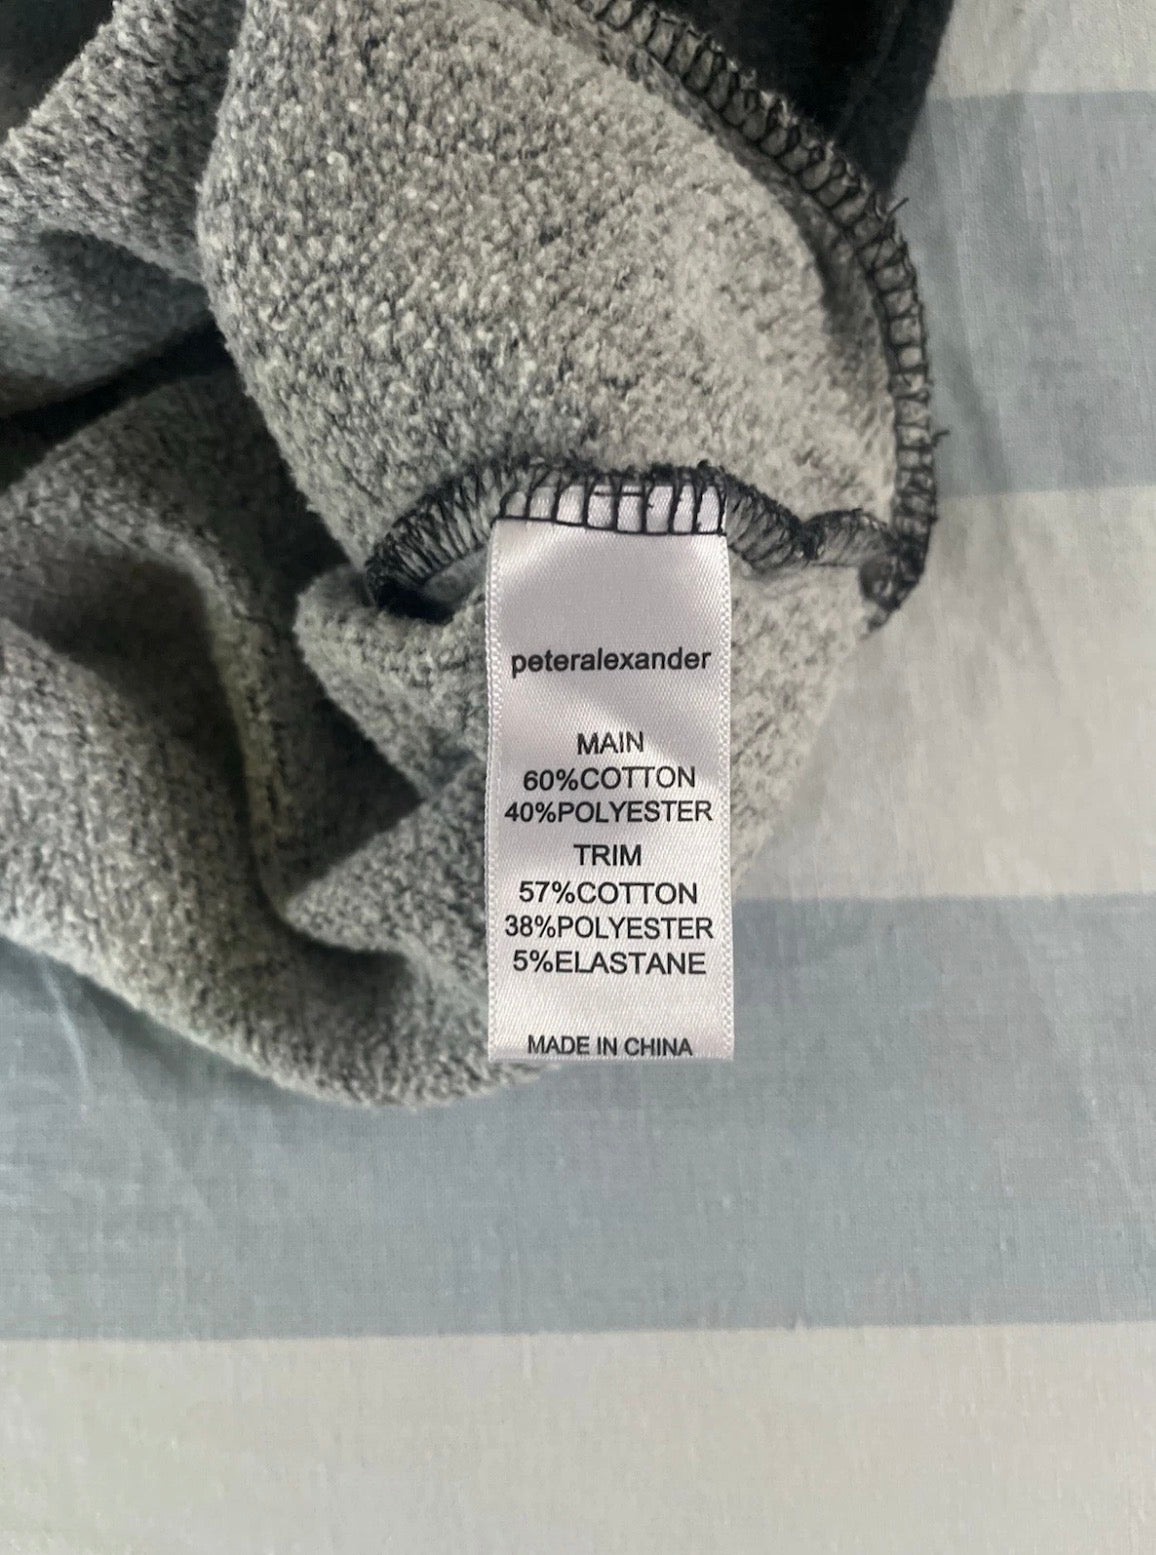 peteralexander
MAIN
60%COTTON
40%POLYESTER
TRIM
57%COTTON
38%POLYESTER
5%ELASTANE
MADE IN CHINA